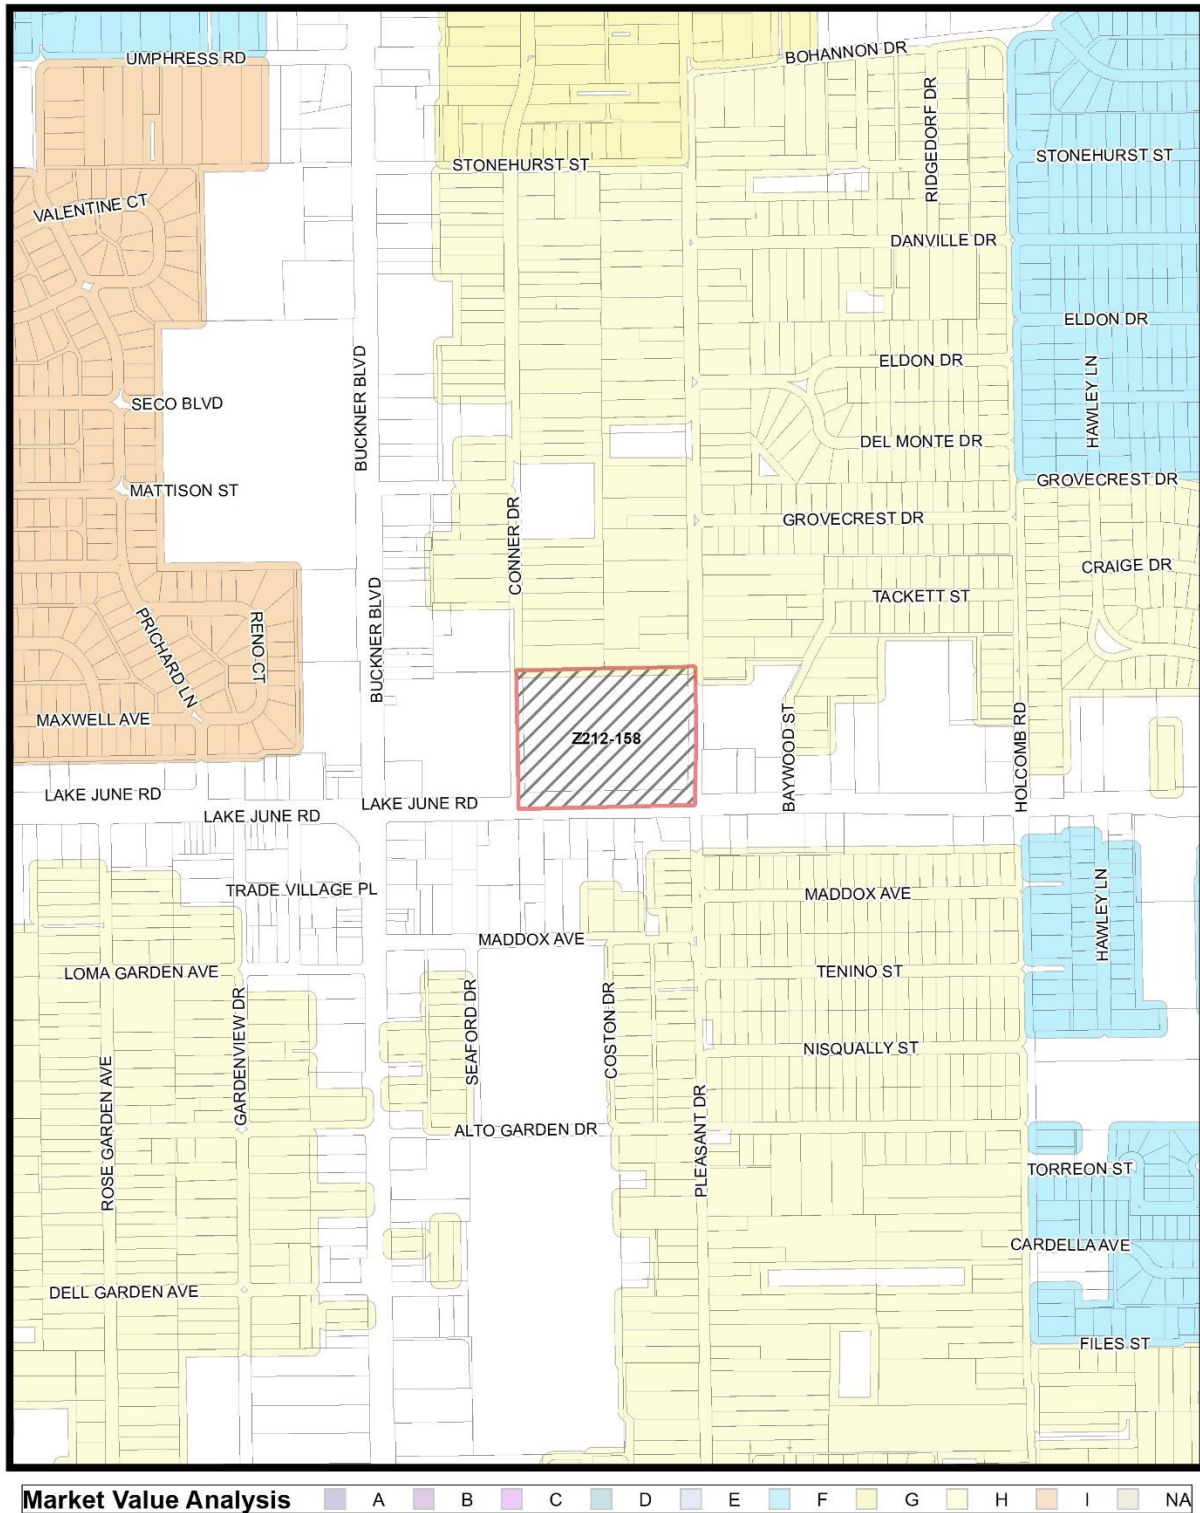 UMPHRESS RD
BOHANNON DR
RIDGEDORF DR
STONEHURST ST
STONEHURST ST
VALENTINE CT
DANVILLE DR
ELDON DR
ELDON DR
BUCKNER BLVD
HAWLEY LN
SECO BLVD
DEL MONTE DR
MATTISON ST
GROVECREST DR
GROVECREST DR
CONNER DR
CRAIGE DR
TACKETT ST
BUCKNER BLVD
PRICHARD LN
RENO CT
MAXWELL AVE
Z212-158
BAYWOOD ST
HOLCOMB RD
LAKE JUNE RD
LAKE JUNE RD
LAKE JUNE RD
TRADE VILLAGE PL
MADDOX AVE
HAWLEY LN
MADDOX AVE
LOMA GARDEN AVE
TENINO ST
SEAFORD DR
COSTON DR
GARDENVIEW DR
NISQUALLY ST
ROSE GARDEN AVE
ALTO GARDEN DR
PLEASANT DR
TORREON ST
CARDELLA AVE
DELL GARDEN AVE
FILES ST
Market Value Analysis A B C D E F G H I NA